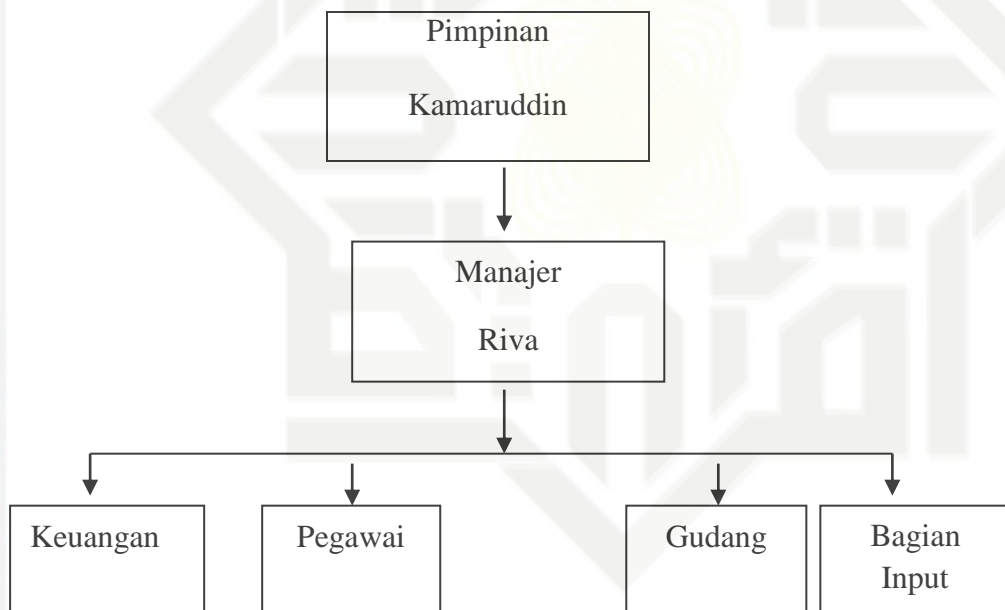 Pimpinan
Kamaruddin
Manajer
Riva
Keuangan
Pegawai
Gudang
Bagian
Input